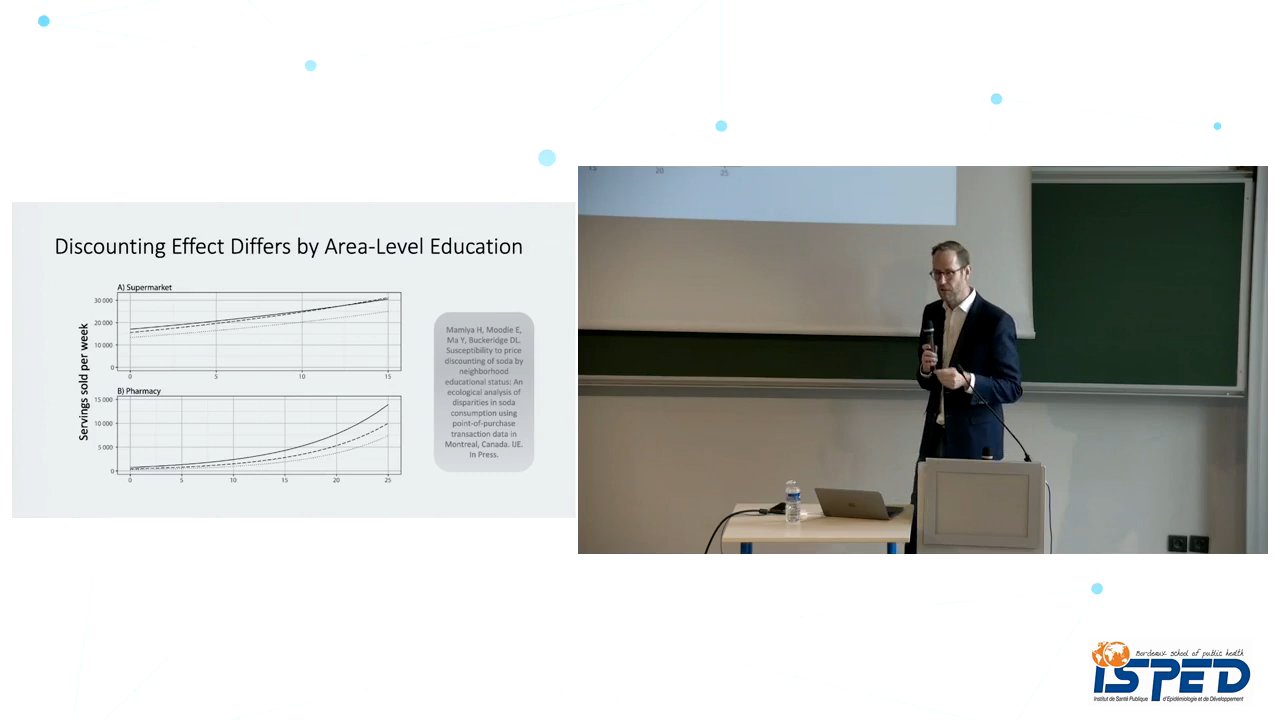 Discounting Effect Differs by Area-Level Education
A) Supermarket
30 000
20 000
10 000
0
0 5 10 15
B) Pharmacy
15 000
10 000
5 000
0
0 5 10 15 20 25
Servings sold per week
Mamiya H, Moodie E,
Ma Y, Buckeridge DL.
Susceptibility to price
discounting of soda by
neighborhood
educational status: An
ecological analysis of
disparities in soda
consumption using
point-of-purchase
transaction data in
Montreal, Canada. IJE.
In Press.
20 25
Bordeaux school of public health
ISPED
Institut de Santé Publique d'Epidémiologie et de Développement